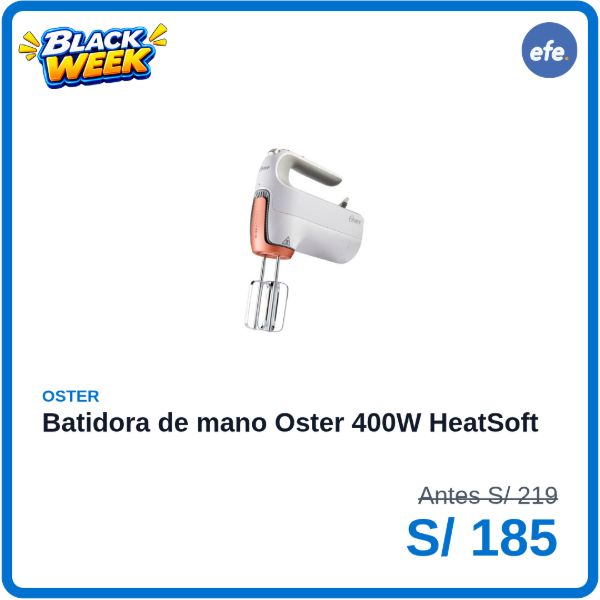 BLACK
WEEK
efe.
OSTER
Batidora de mano Oster 400W HeatSoft
Antes S/ 219
S/ 185